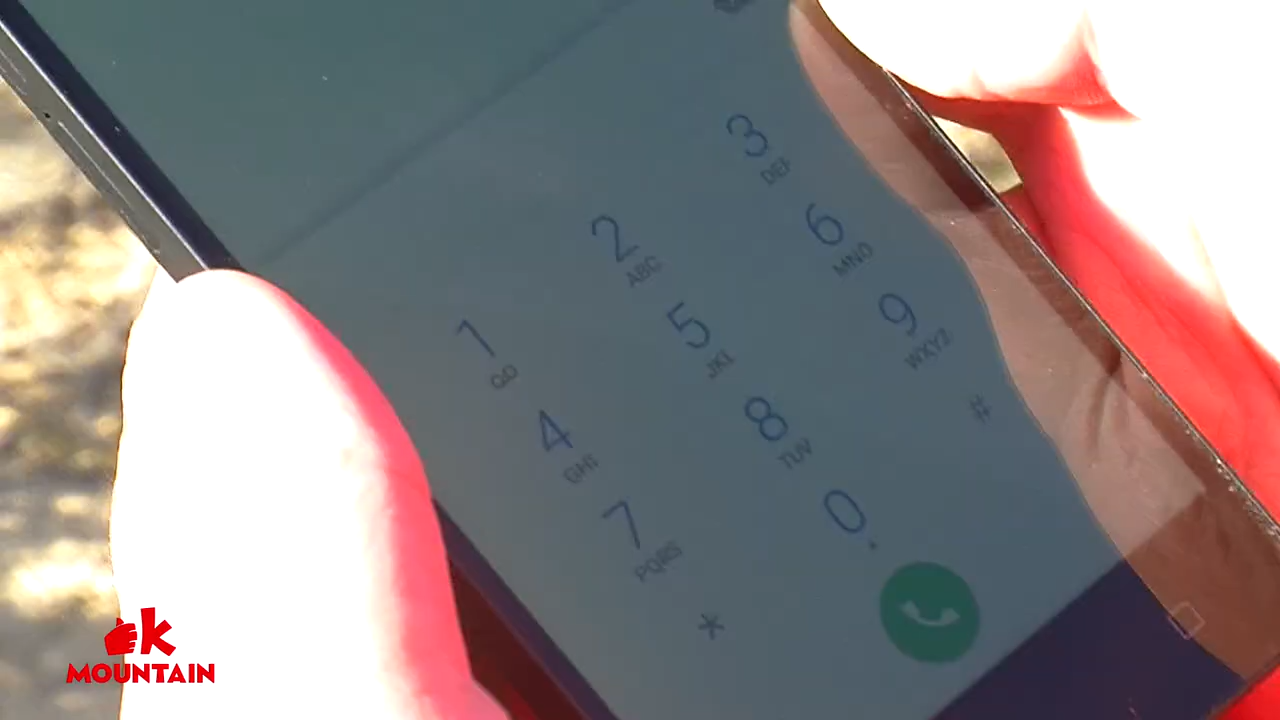 1
2 ABC
3 DEF
4 GHI
5 JKL
6 MNO
7 PQRS
8 TUV
9 WXYZ
*
0
#
ok
MOUNTAIN